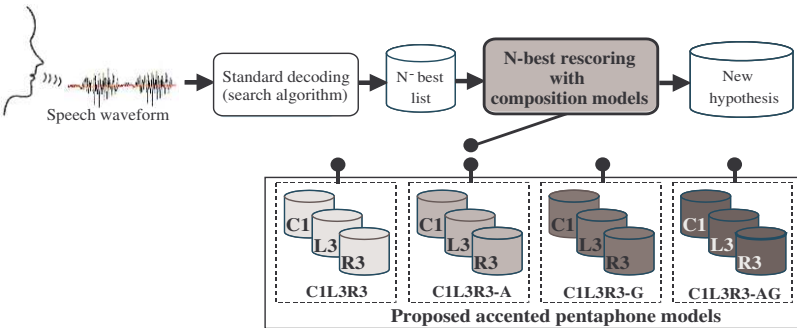 Speech waveform
Standard decoding
(search algorithm)
N- best
list
N-best rescoring
with
composition models
New
hypothesis
C1
L3
R3
C1L3R3
C1
L3
R3
C1L3R3-A
C1
L3
R3
C1L3R3-G
C1
L3
R3
C1L3R3-AG
Proposed accented pentaphone models